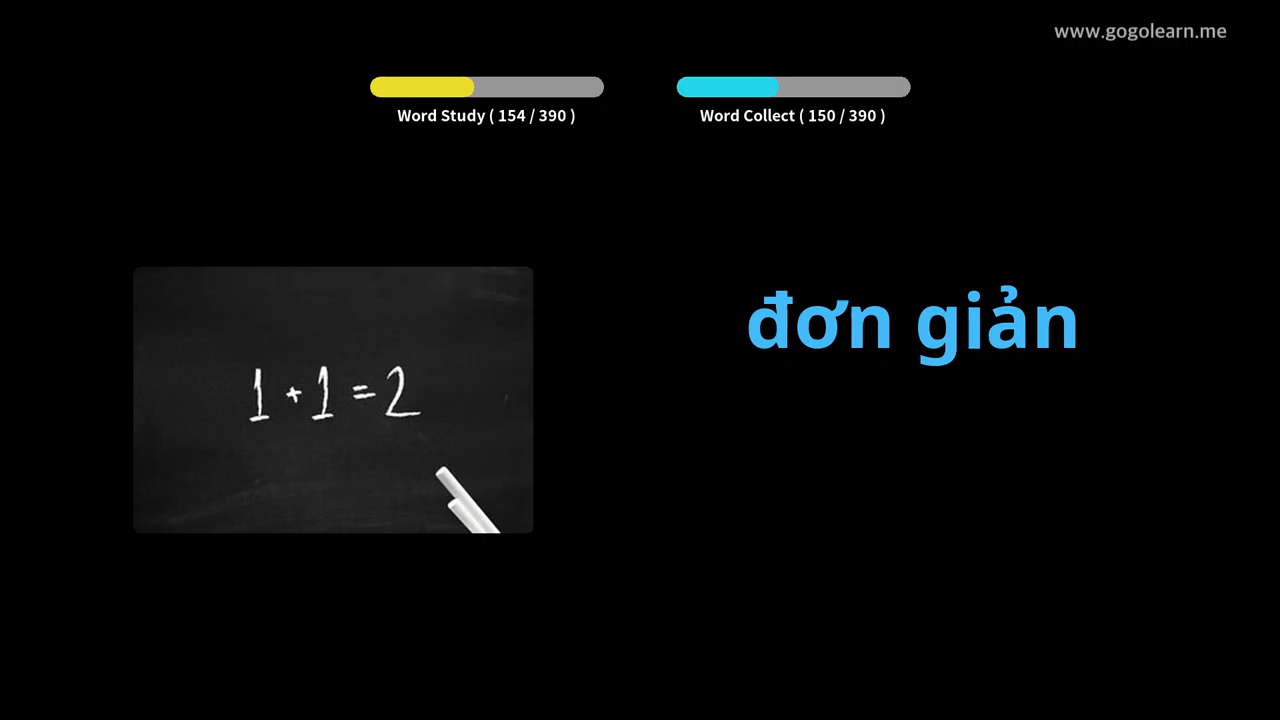 www.gogolearn.me
Word Study ( 154 / 390 )
Word Collect ( 150 / 390 )
1 + 1 = 2
đơn giản